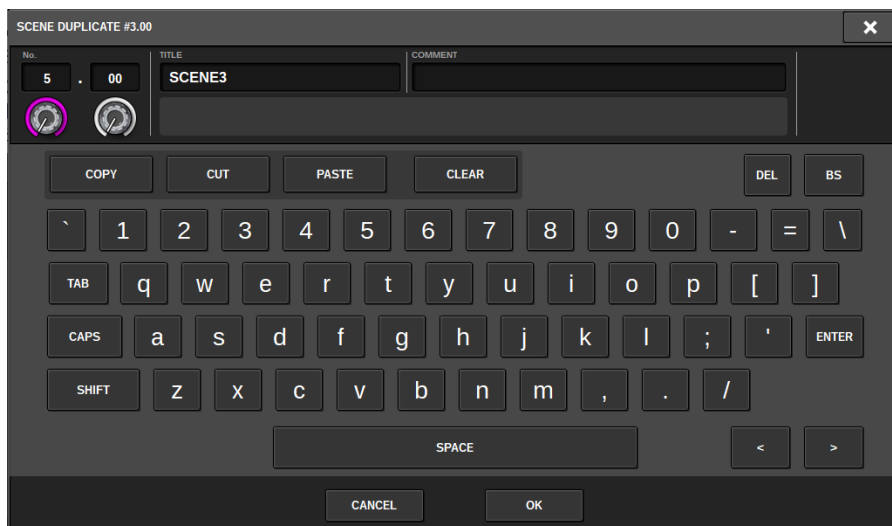 SCENE DUPLICATE #3.00
No. TITLE COMMENT
5 . 00 SCENE3
COPY CUT PASTE CLEAR DEL BS
` 1 2 3 4 5 6 7 8 9 0 - = \
TAB q w e r t y u i o p [ ]
CAPS a s d f g h j k l ; ' ENTER
SHIFT z x c v b n m , . /
SPACE < >
CANCEL OK